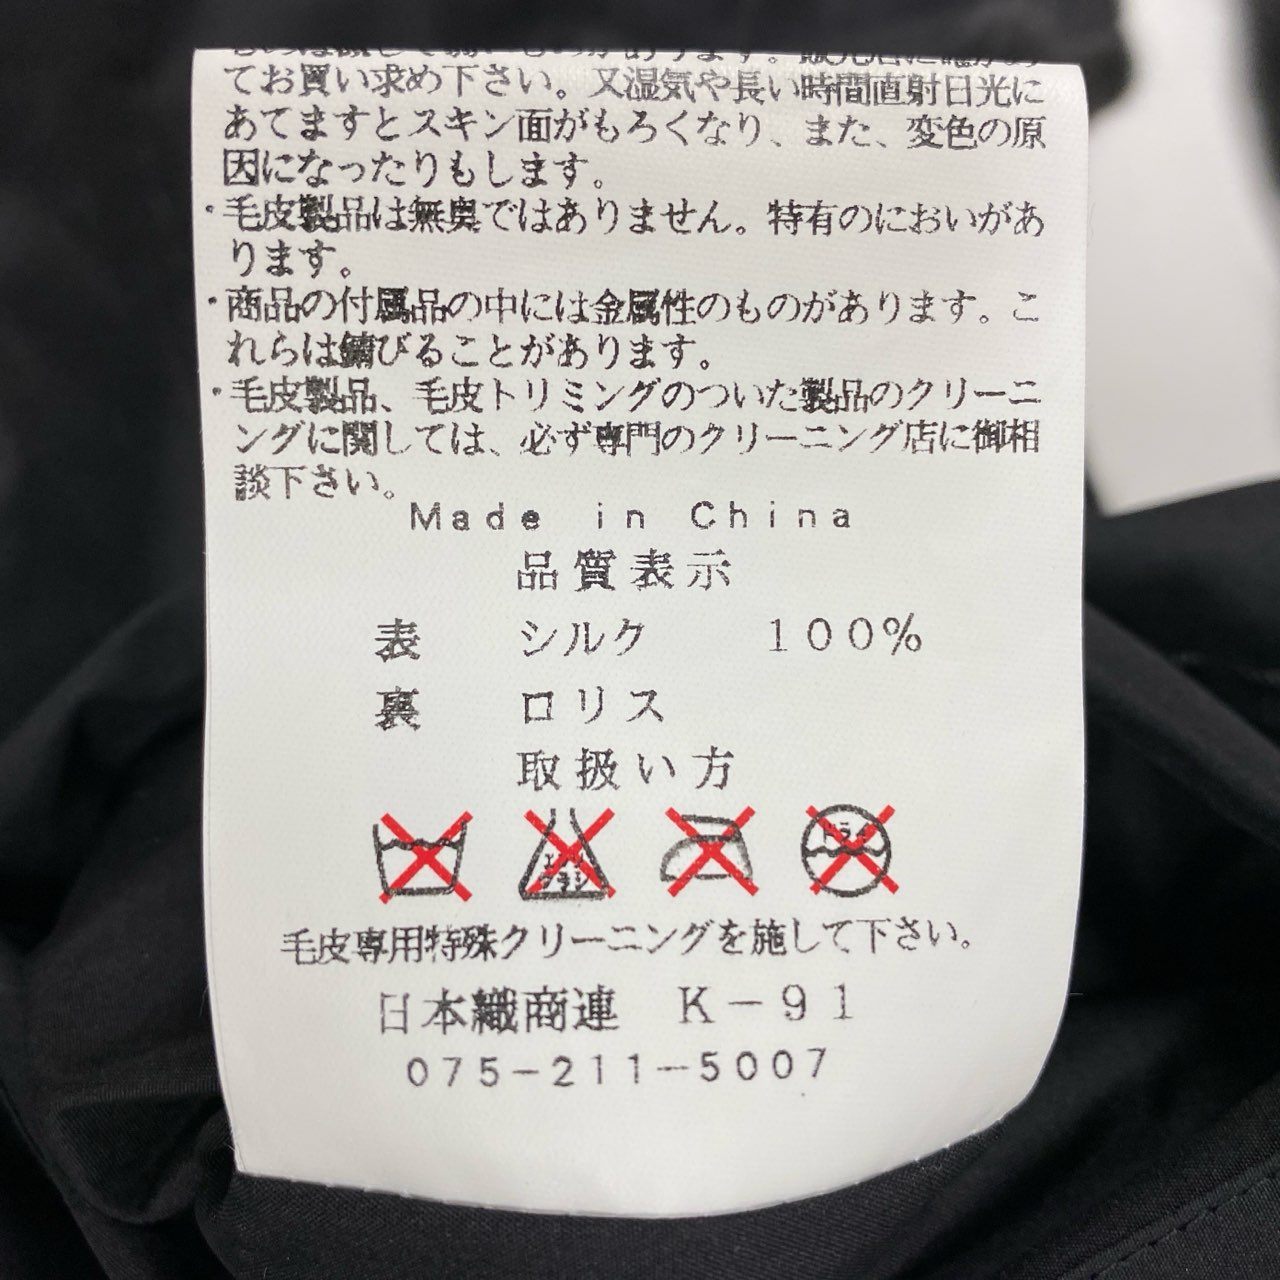 てお買い求め下さい。又湿気や長い時間直射日光に
あてますとスキン面がもろくなり、また、変色の原
因になったりもします。
・毛皮製品は無臭ではありません。特有のにおいがあ
ります。
・商品の付属品の中には金属性のものがあります。こ
れらは錆びることがあります。
・毛皮製品、毛皮トリミングのついた製品のクリーニ
ングに関しては、必ず専門のクリーニング店に御相
談下さい。
Made in China
品質表示
表 シルク 100%
裏 ロリス
取扱い方
エンソ
サラシ
ドライ
毛皮専用特殊クリーニングを施して下さい。
日本織商連 K-91
075-211-5007